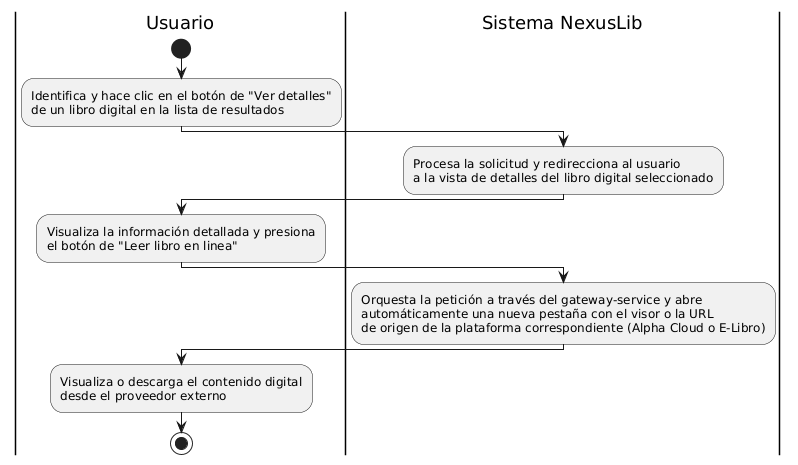 Usuario
Sistema NexusLib
Identifica y hace clic en el botón de "Ver detalles"
de un libro digital en la lista de resultados
Procesa la solicitud y redirecciona al usuario
a la vista de detalles del libro digital seleccionado
Visualiza la información detallada y presiona
el botón de "Leer libro en linea"
Orquesta la petición a través del gateway-service y abre
automáticamente una nueva pestaña con el visor o la URL
de origen de la plataforma correspondiente (Alpha Cloud o E-Libro)
Visualiza o descarga el contenido digital
desde el proveedor externo